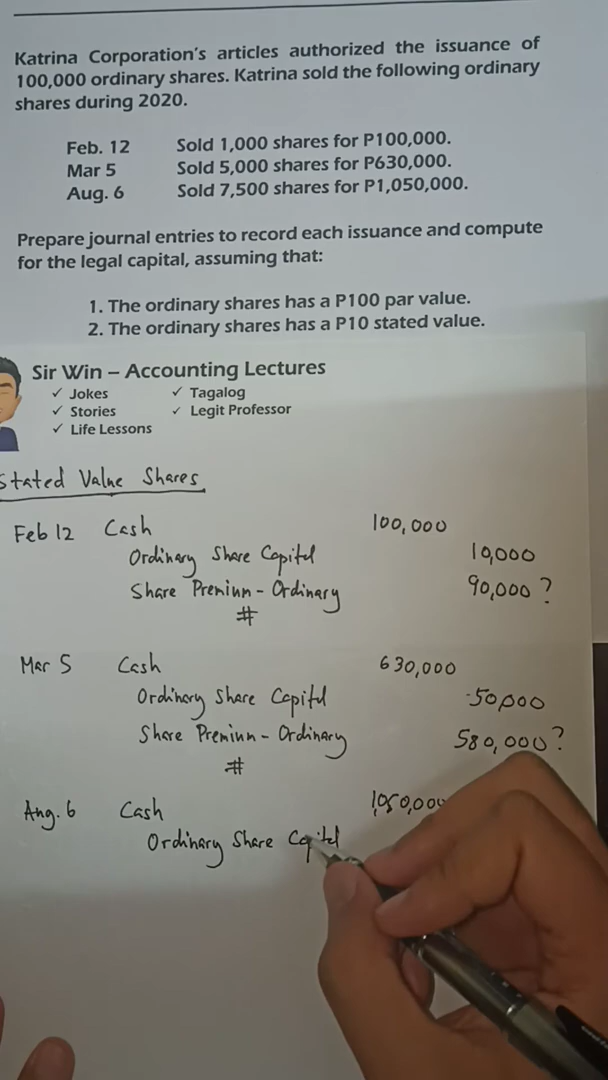 Katrina Corporation's articles authorized the issuance of
100,000 ordinary shares. Katrina sold the following ordinary
shares during 2020.
Feb. 12 Sold 1,000 shares for P100,000.
Mar 5 Sold 5,000 shares for P630,000.
Aug. 6 Sold 7,500 shares for P1,050,000.
Prepare journal entries to record each issuance and compute
for the legal capital, assuming that:
1. The ordinary shares has a P100 par value.
2. The ordinary shares has a P10 stated value.
Sir Win – Accounting Lectures
✓ Jokes ✓ Tagalog
✓ Stories ✓ Legit Professor
✓ Life Lessons
Stated Value Shares
Feb 12 Cash 100,000
Ordinary Share Capital 10,000
Share Premium - Ordinary 90,000 ?
#
Mar 5 Cash 630,000
Ordinary Share Capital 50,000
Share Premium - Ordinary 580,000 ?
#
Aug. 6 Cash 1,050,000
Ordinary Share Capital